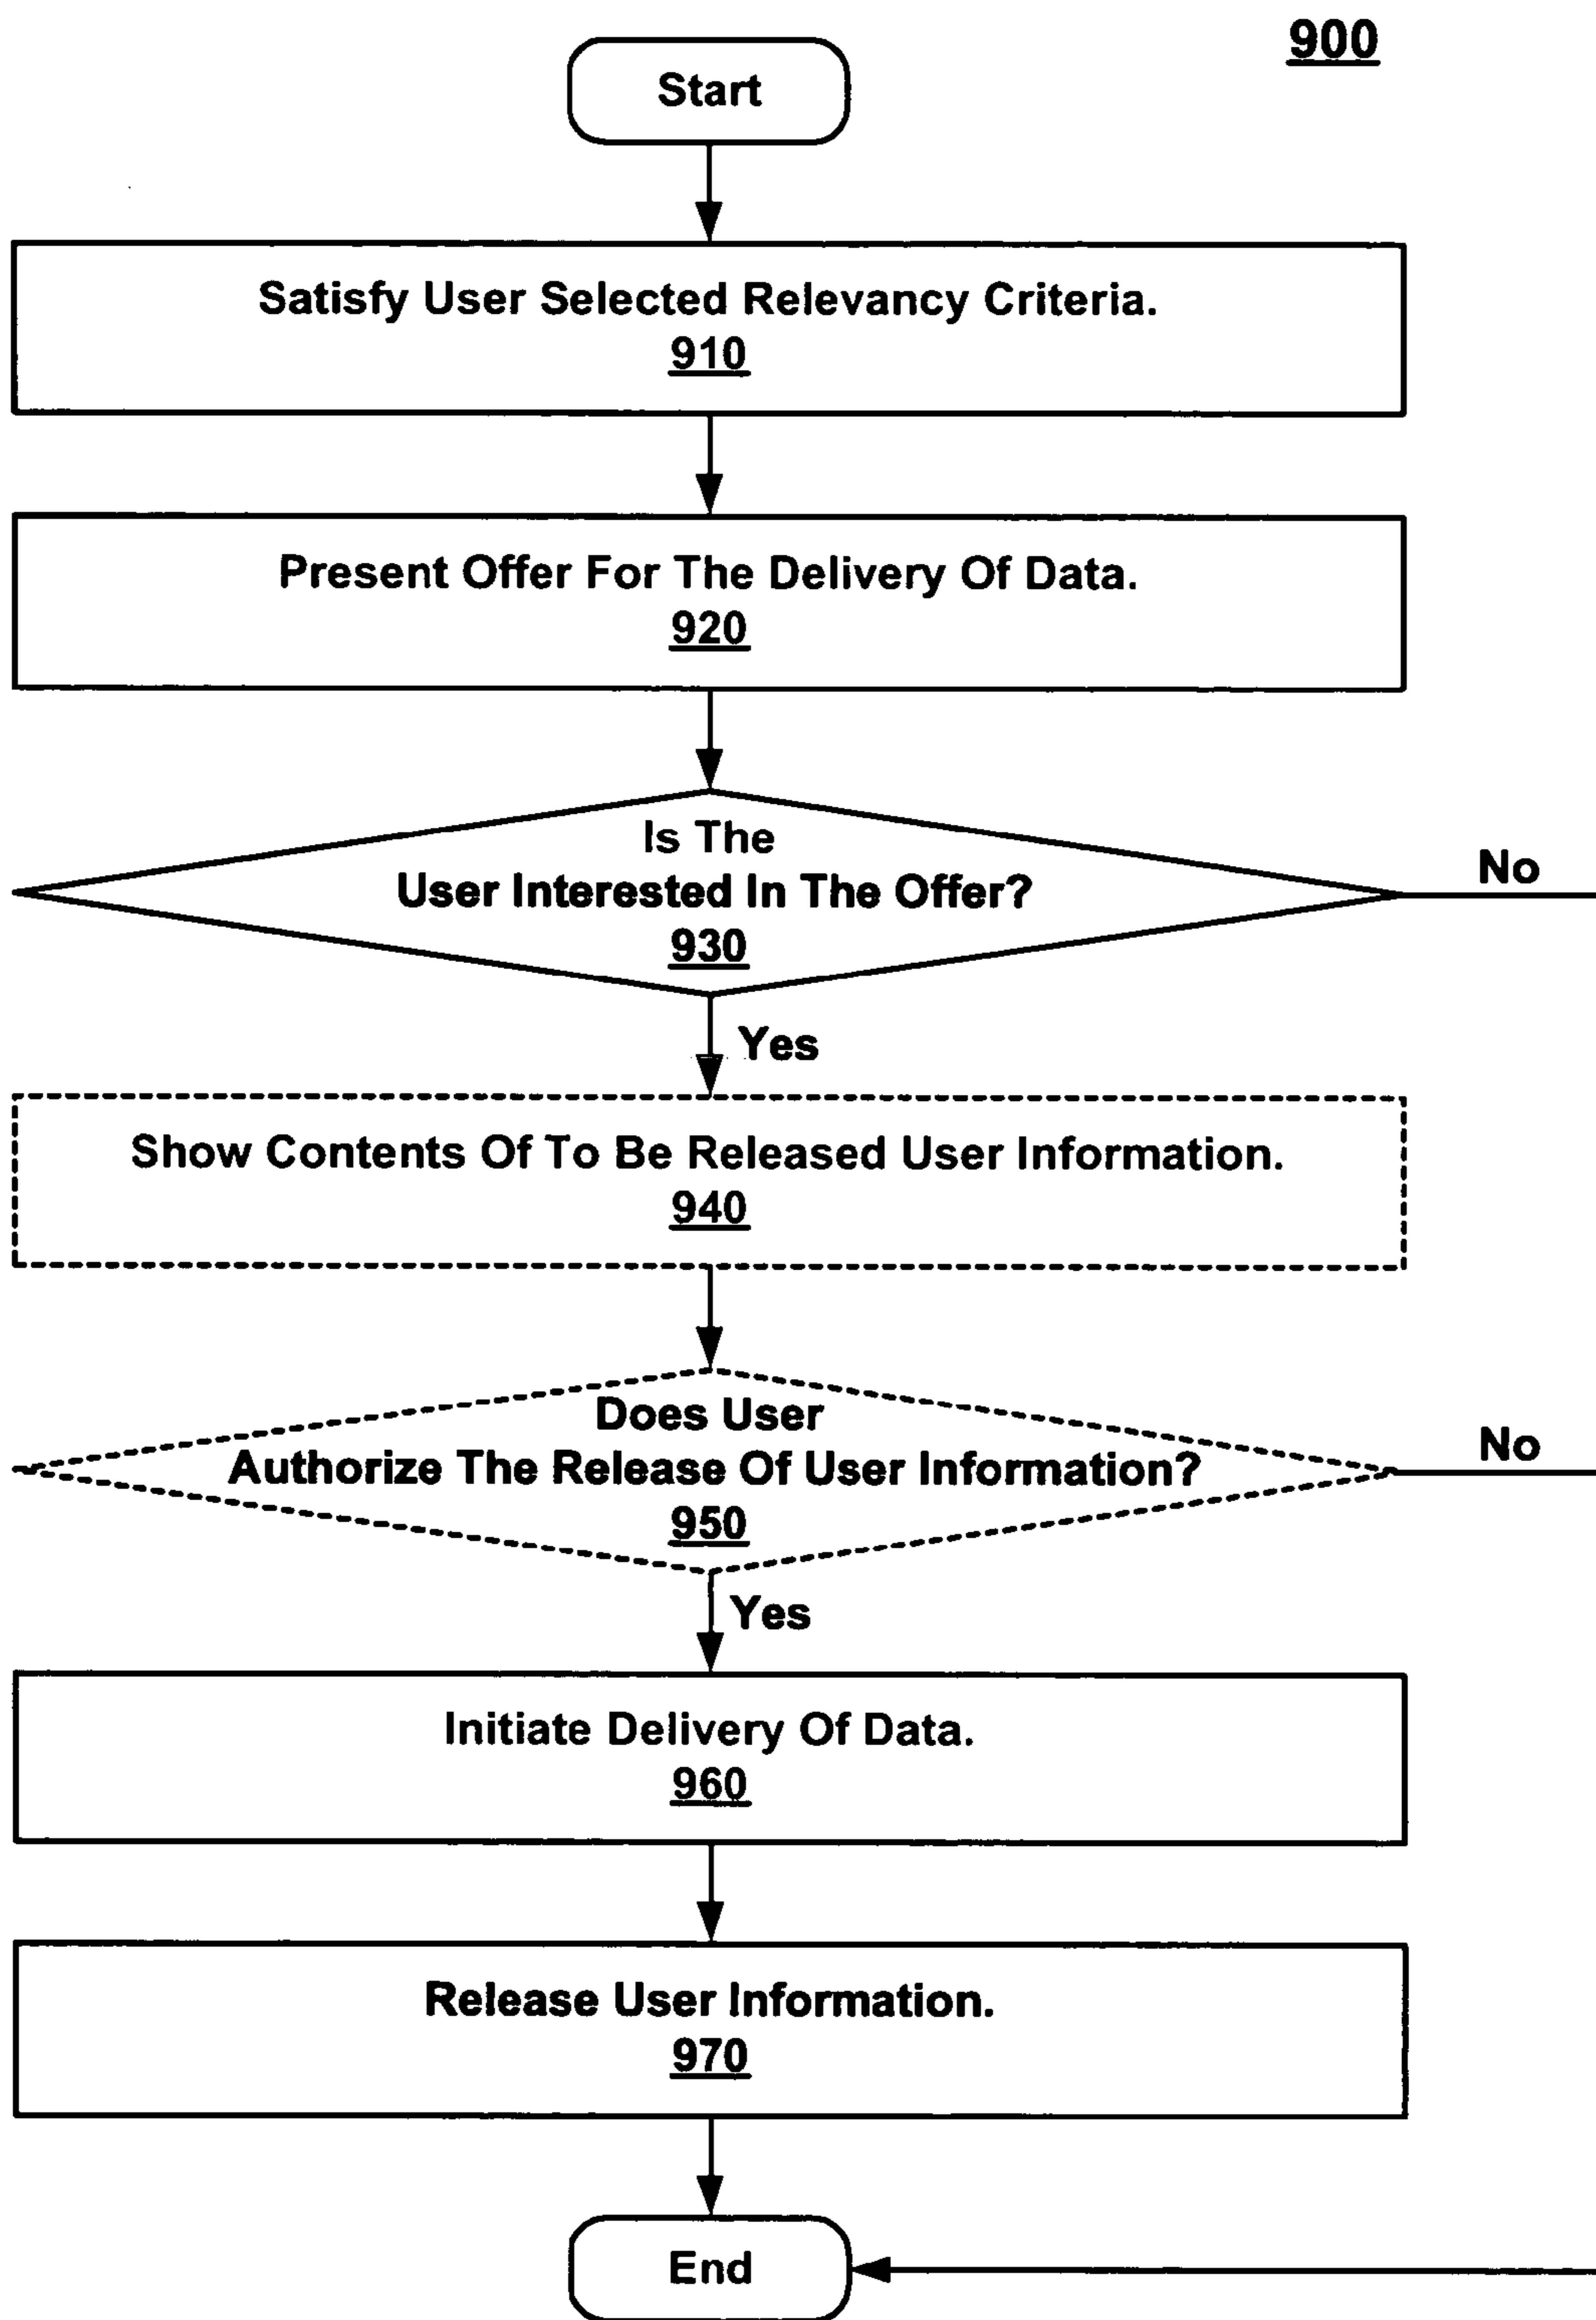 900
Start
Satisfy User Selected Relevancy Criteria.
910
Present Offer For The Delivery Of Data.
920
Is The
User Interested In The Offer?
930
No
Yes
Show Contents Of To Be Released User Information.
940
Does User
Authorize The Release Of User Information?
950
No
Yes
Initiate Delivery Of Data.
960
Release User Information.
970
End